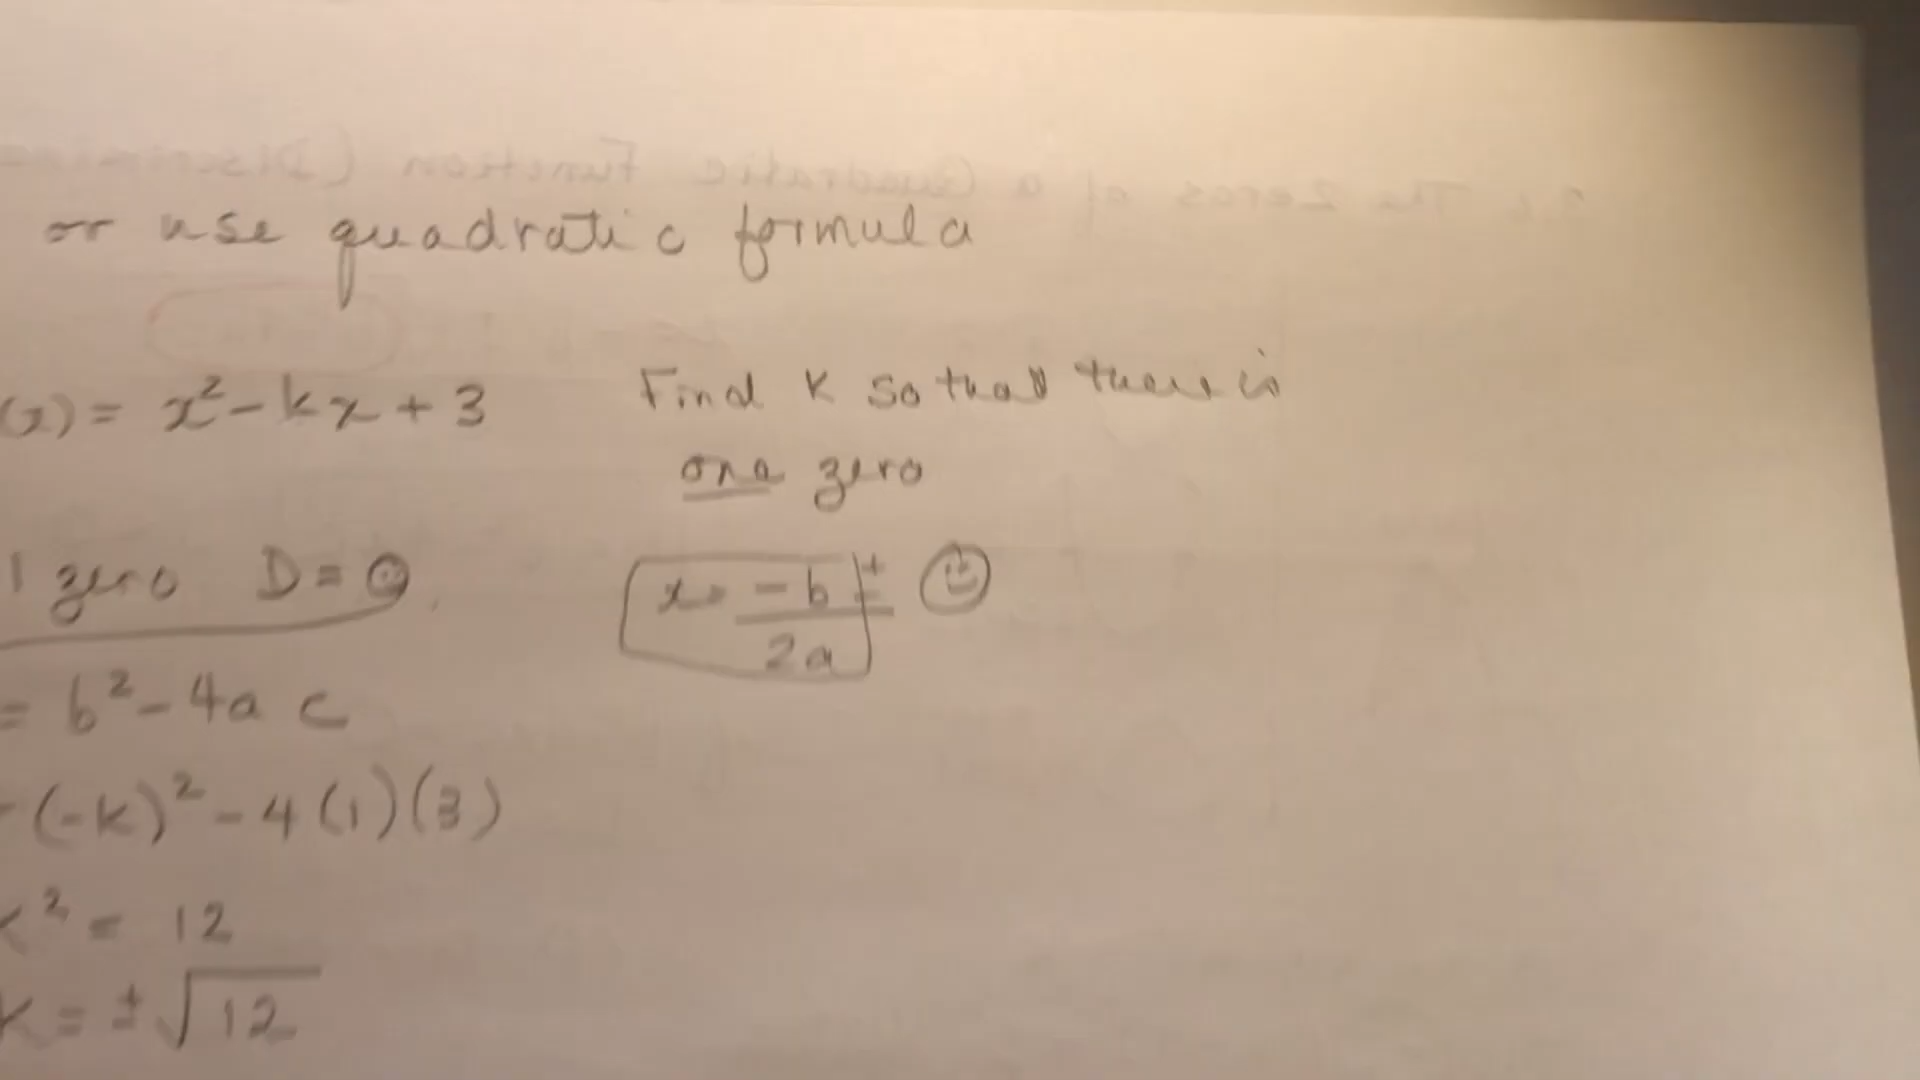 or use quadratic formula
(x) = x² - kx + 3
Find K so that there is
one zero
1 zero D = 0
x = -b ±
2a
= b² - 4ac
(-K)² - 4(1)(3)
K² = 12
K = ± √12